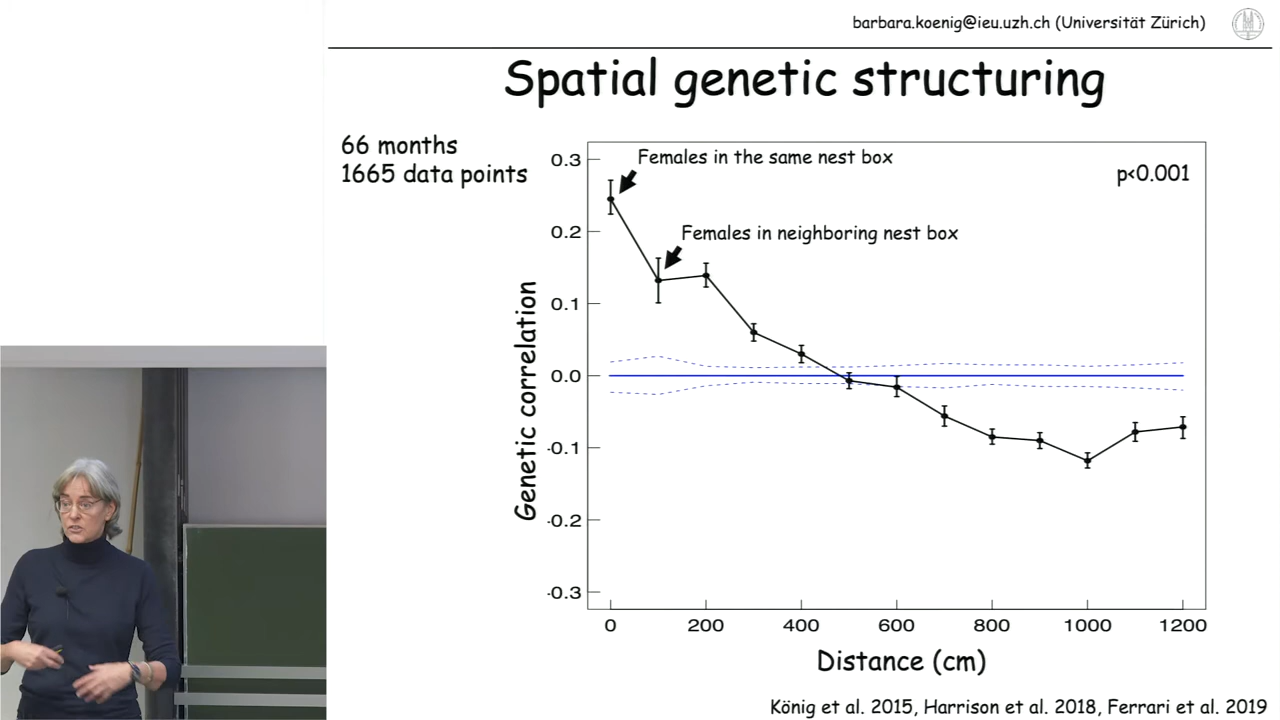 barbara.koenig@ieu.uzh.ch (Universität Zürich)
Spatial genetic structuring
66 months
1665 data points
Females in the same nest box
p<0.001
Females in neighboring nest box
Genetic correlation
0.3
0.2
0.1
0.0
-0.1
-0.2
-0.3
0 200 400 600 800 1000 1200
Distance (cm)
König et al. 2015, Harrison et al. 2018, Ferrari et al. 2019